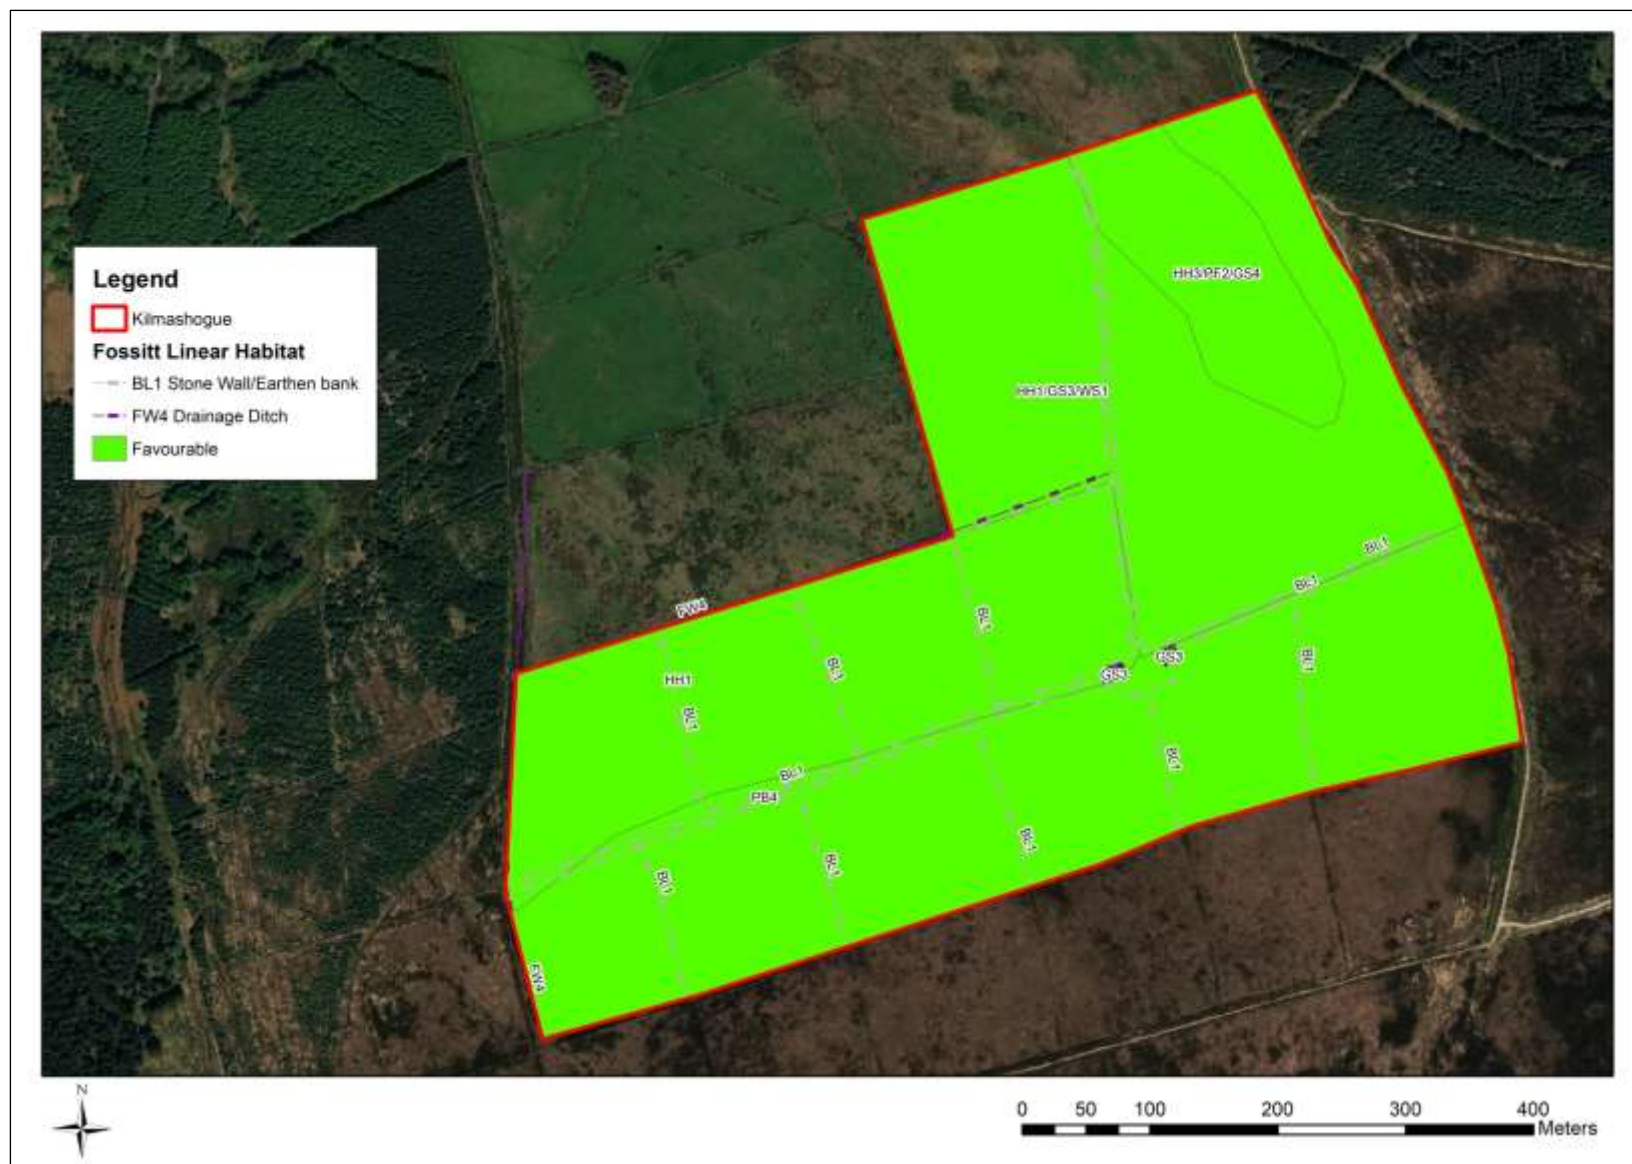 Legend
Kilmashogue
Fossitt Linear Habitat
BL1 Stone Wall/Earthen bank
FW4 Drainage Ditch
Favourable
HH3/PF2/GS4
HH1/GS3/WS1
BL1
BL1
FW4
BL1
BL1
GS3
GS3
BL1
HH1
BL1
BL1
BL1
PB4
BL1
BL1
BL1
FW4
N
0 50 100 200 300 400
Meters